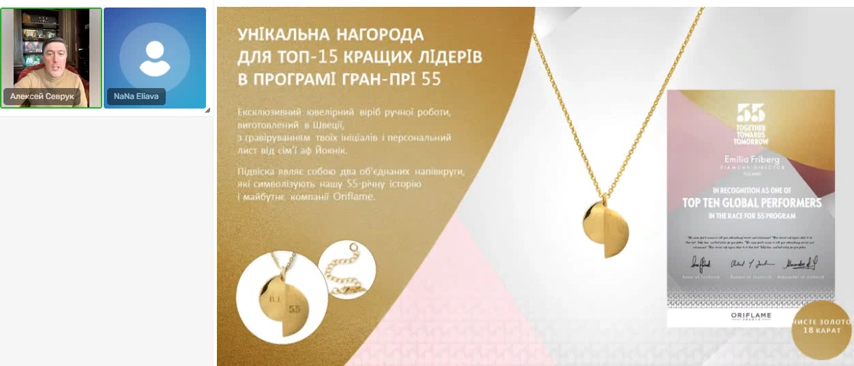 Алексей Севрук
NaNa Eliava
УНІКАЛЬНА НАГОРОДА
ДЛЯ ТОП-15 КРАЩИХ ЛІДЕРІВ
В ПРОГРАМІ ГРАН-ПРІ 55
Ексклюзивний ювелірний виріб ручної роботи,
виготовлений в Швеції,
з гравіруванням твоїх ініціалів і персональний
лист від сім'ї аф Йокнік.
Підвіска являє собою два об'єднаних напівкруги,
які символізують нашу 55-річну історію
і майбутнє компанії Oriflame.
55
55
TOGETHER
TOWARDS
TOMORROW
Emilia Friberg
DIAMOND DIRECTOR
IN RECOGNITION AS ONE OF
TOP TEN GLOBAL PERFORMERS
IN THE RACE FOR 55 PROGRAM
ORIFLAME
SWEDEN
ЧИСТЕ ЗОЛОТО
18 КАРАТ